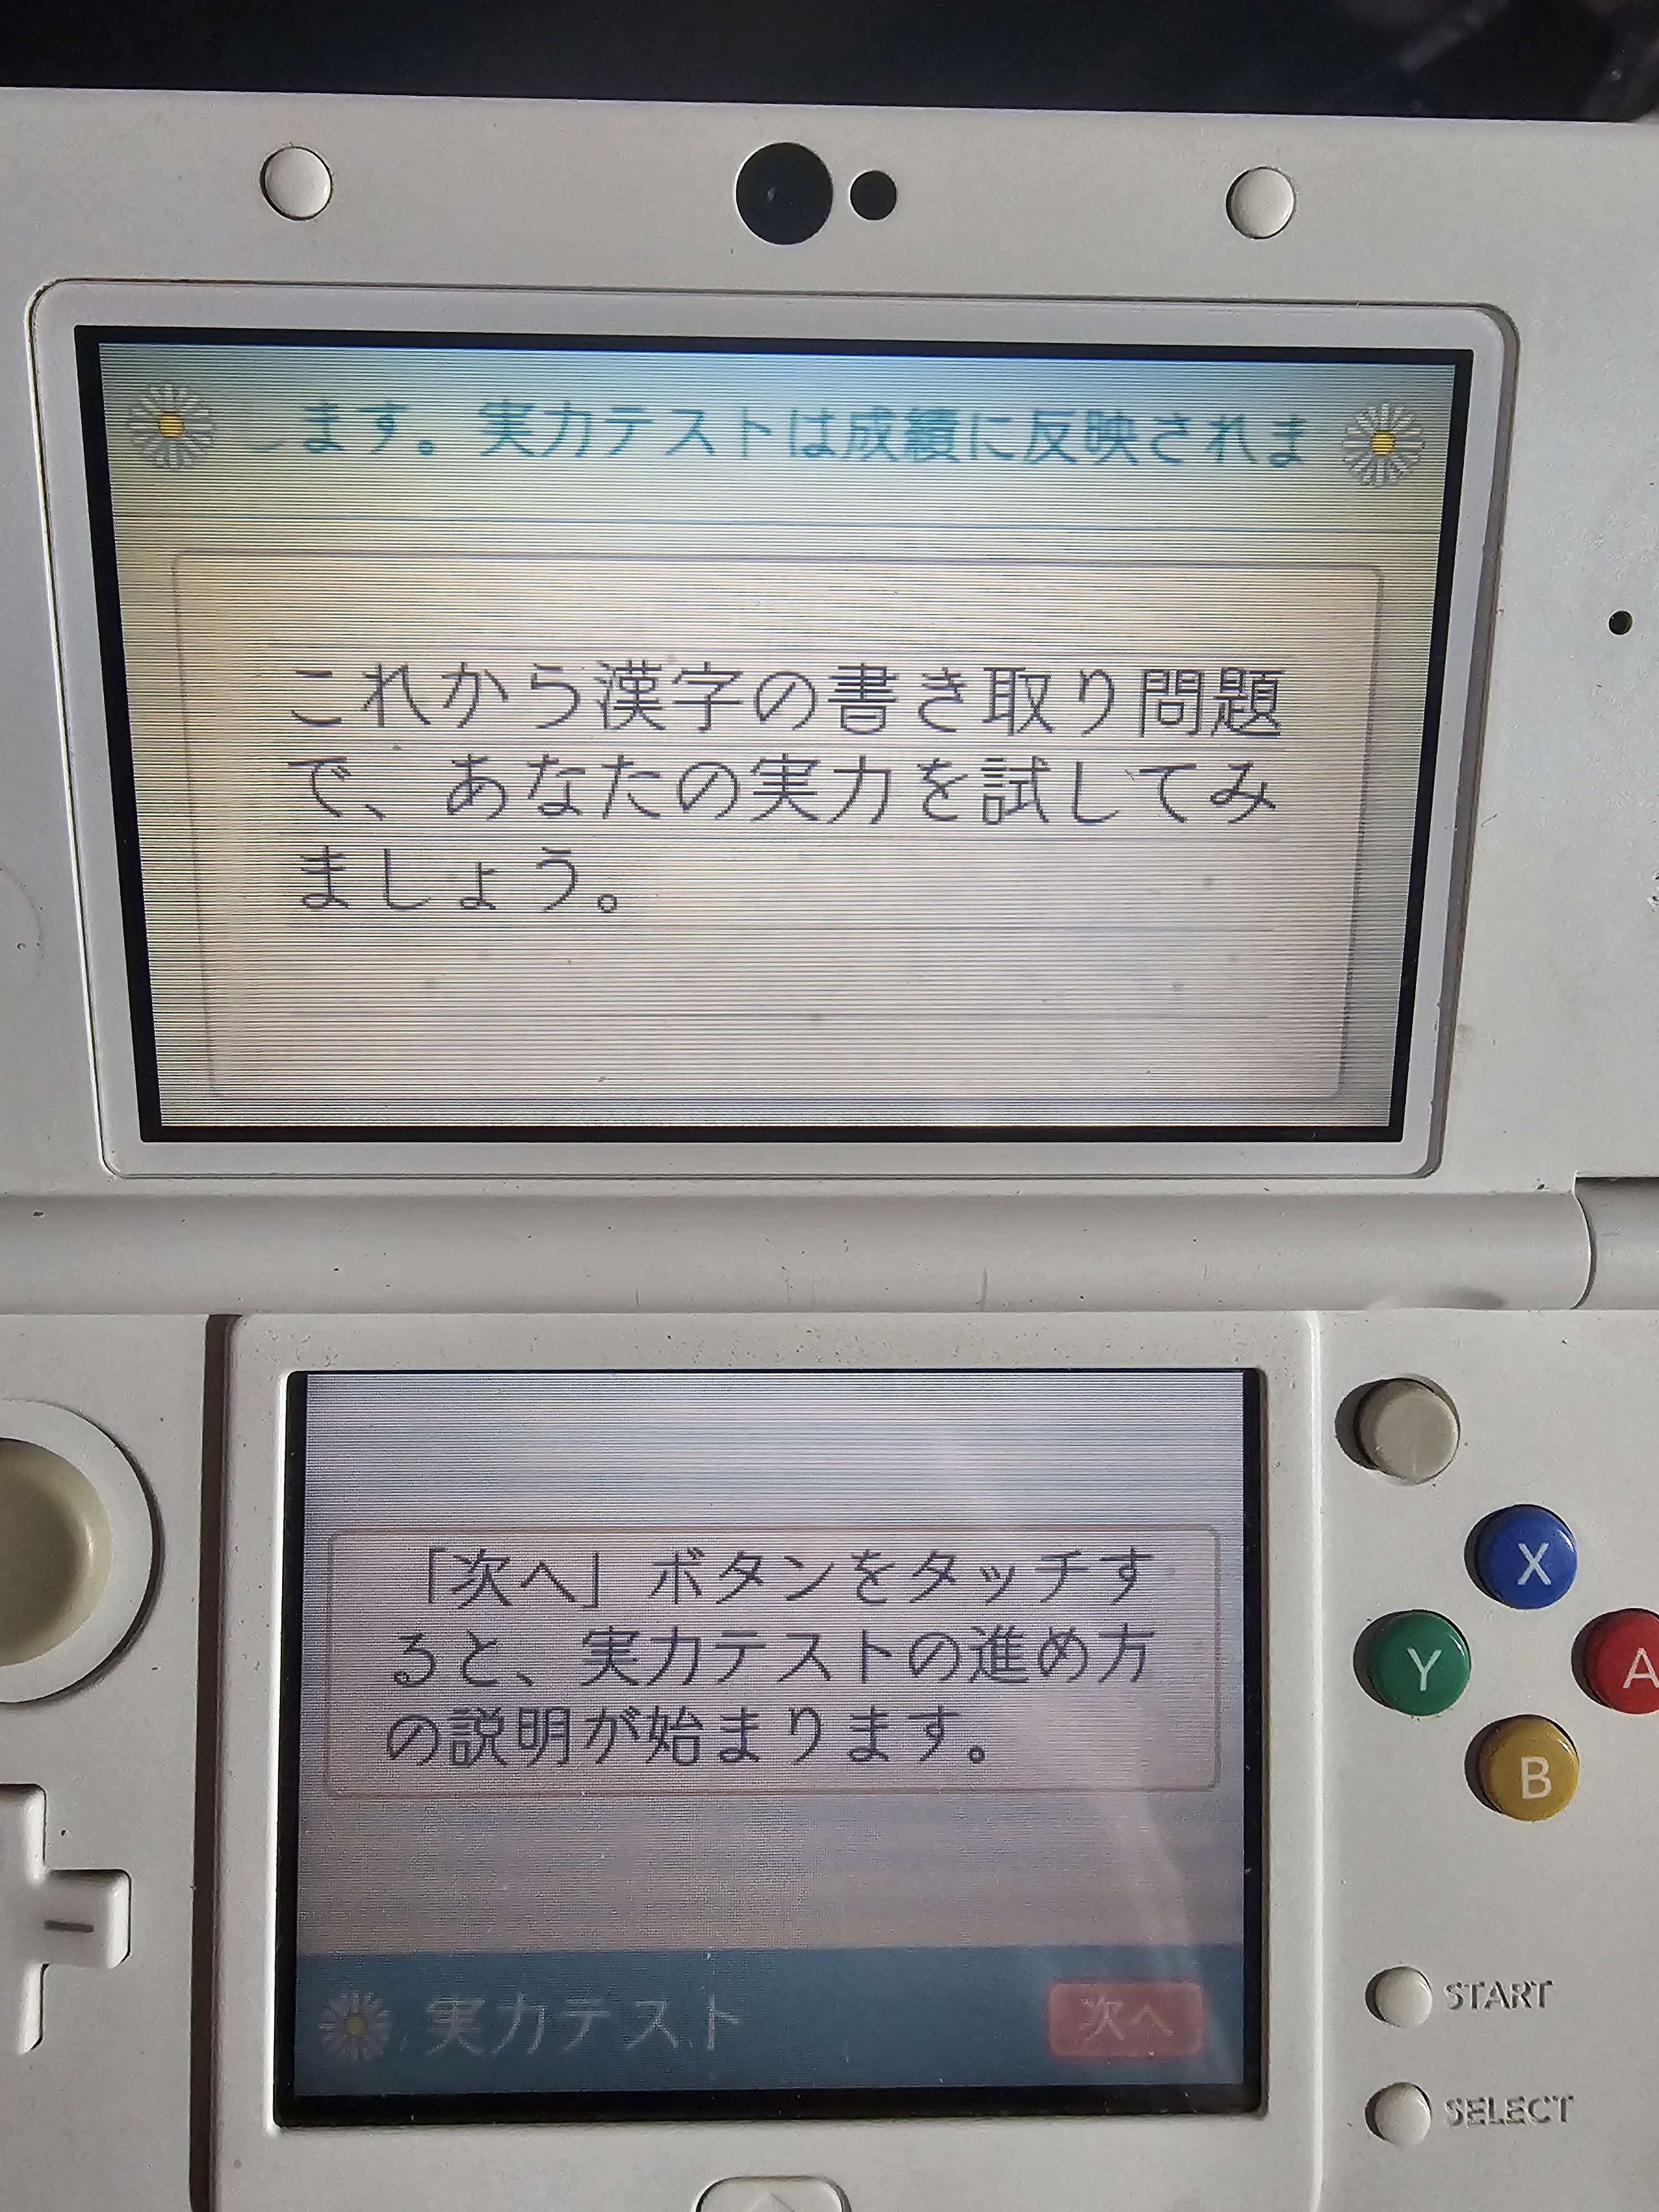 します。実力テストは成績に反映されま
これから漢字の書き取り問題
で、あなたの実力を試してみ
ましょう。
「次へ」ボタンをタッチす
ると、実力テストの進め方
の説明が始まります。
実力テスト
次へ
X
Y
A
B
START
SELECT